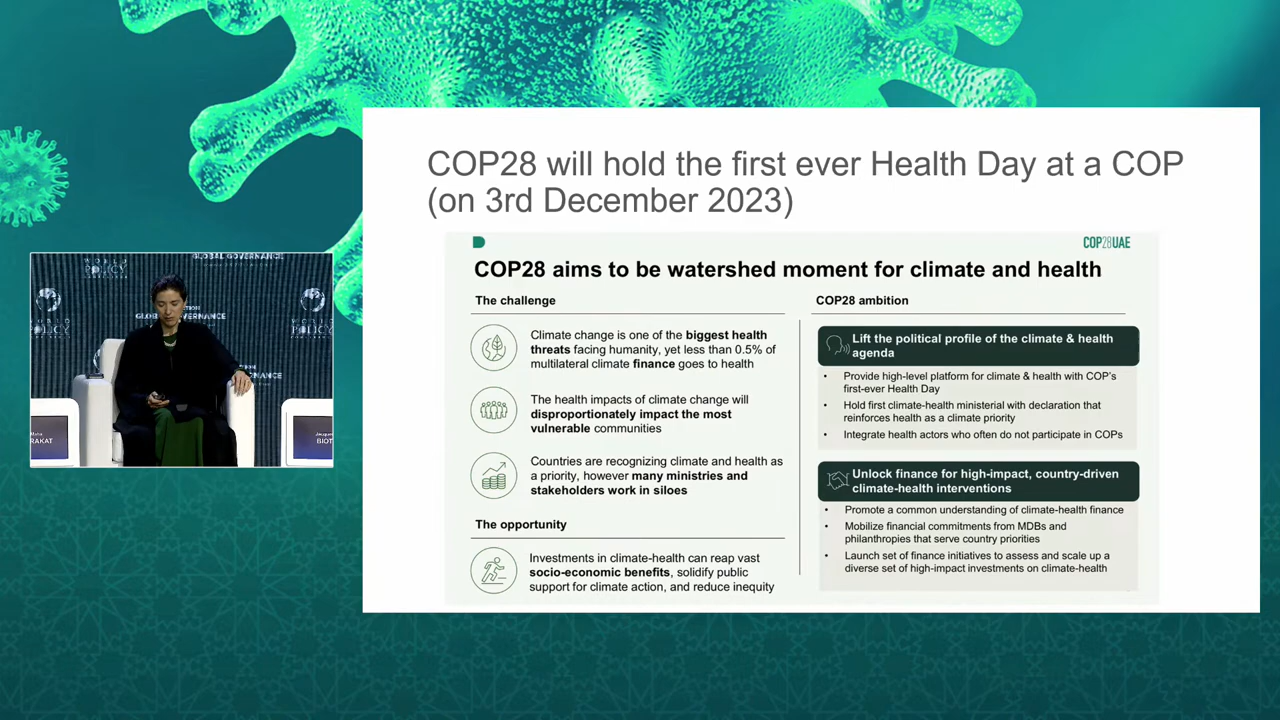 COP28 will hold the first ever Health Day at a COP
(on 3rd December 2023)
COP28UAE
COP28 aims to be watershed moment for climate and health
The challenge
Climate change is one of the biggest health
threats facing humanity, yet less than 0.5% of
multilateral climate finance goes to health
The health impacts of climate change will
disproportionately impact the most
vulnerable communities
Countries are recognizing climate and health as
a priority, however many ministries and
stakeholders work in siloes
The opportunity
Investments in climate-health can reap vast
socio-economic benefits, solidify public
support for climate action, and reduce inequity
COP28 ambition
Lift the political profile of the climate & health
agenda
• Provide high-level platform for climate & health with COP's
first-ever Health Day
• Hold first climate-health ministerial with declaration that
reinforces health as a climate priority
• Integrate health actors who often do not participate in COPs
Unlock finance for high-impact, country-driven
climate-health interventions
• Promote a common understanding of climate-health finance
• Mobilize financial commitments from MDBs and
philanthropies that serve country priorities
• Launch set of finance initiatives to assess and scale up a
diverse set of high-impact investments on climate-health
WORLD
POLICY
GLOBAL GOVERNANCE
GLOBAL GOVERNANCE
WORLD
POLICY
WORLD
POLICY
RAKAT
BIOT